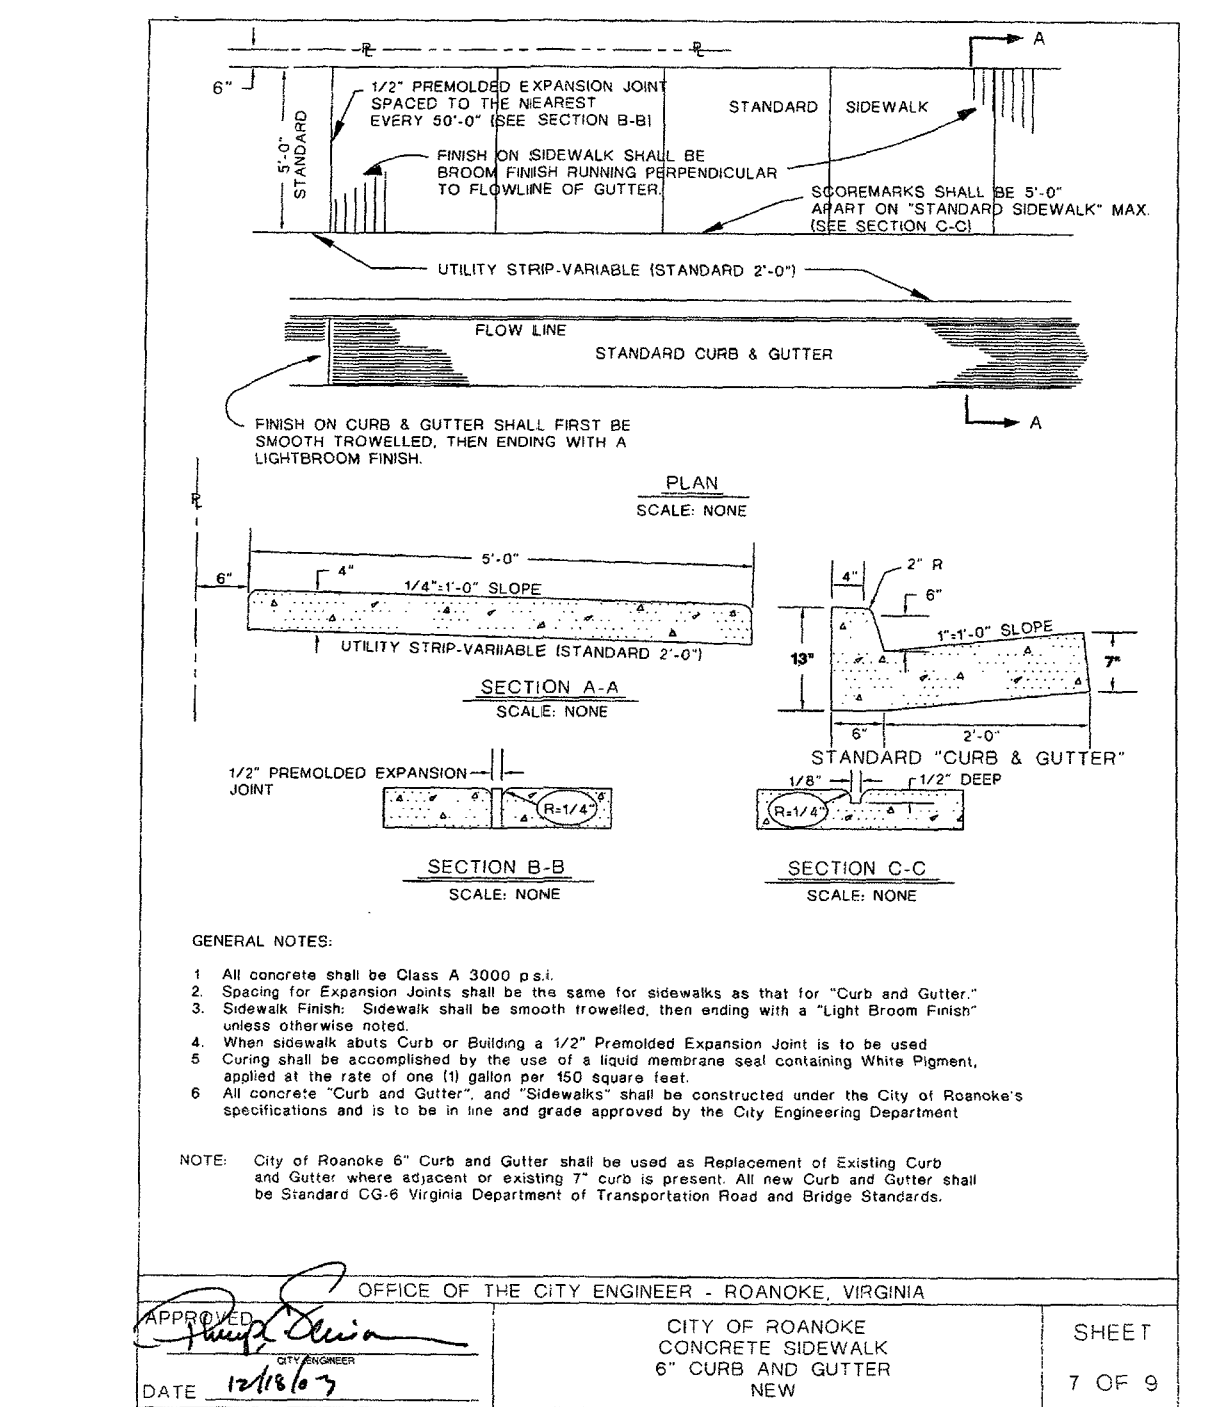 A
6"
5'-0"
STANDARD
1/2" PREMOLDED EXPANSION JOINT
SPACED TO THE NEAREST
EVERY 50'-0" (SEE SECTION B-B)
STANDARD SIDEWALK
FINISH ON SIDEWALK SHALL BE
BROOM FINISH RUNNING PERPENDICULAR
TO FLOWLINE OF GUTTER.
SCOREMARKS SHALL BE 5'-0"
APART ON "STANDARD SIDEWALK" MAX.
(SEE SECTION C-C)
UTILITY STRIP-VARIABLE (STANDARD 2'-0")
FLOW LINE
STANDARD CURB & GUTTER
A
FINISH ON CURB & GUTTER SHALL FIRST BE
SMOOTH TROWELLED, THEN ENDING WITH A
LIGHTBROOM FINISH.
PLAN
SCALE: NONE
6"
5'-0"
4"
1/4"=1'-0" SLOPE
UTILITY STRIP-VARIIABLE (STANDARD 2'-0")
SECTION A-A
SCALE: NONE
4"
2" R
6"
1"=1'-0" SLOPE
13"
7"
6"
2'-0"
STANDARD "CURB & GUTTER"
1/2" PREMOLDED EXPANSION
JOINT
R=1/4"
SECTION B-B
SCALE: NONE
1/8"
1/2" DEEP
R=1/4"
SECTION C-C
SCALE: NONE
GENERAL NOTES:
1 All concrete shall be Class A 3000 p s.i.
2. Spacing for Expansion Joints shall be the same for sidewalks as that for "Curb and Gutter."
3. Sidewalk Finish: Sidewalk shall be smooth trowelled, then ending with a "Light Broom Finish"
unless otherwise noted.
4. When sidewalk abuts Curb or Building a 1/2" Premolded Expansion Joint is to be used
5 Curing shall be accomplished by the use of a liquid membrane seal containing White Pigment,
applied at the rate of one (1) gallon per 150 square feet.
6 All concrete "Curb and Gutter", and "Sidewalks" shall be constructed under the City of Roanoke's
specifications and is to be in line and grade approved by the City Engineering Department
NOTE: City of Roanoke 6" Curb and Gutter shall be used as Replacement of Existing Curb
and Gutter where adjacent or existing 7" curb is present. All new Curb and Gutter shall
be Standard CG-6 Virginia Department of Transportation Road and Bridge Standards.
OFFICE OF THE CITY ENGINEER - ROANOKE, VIRGINIA
APPROVED
CITY ENGINEER
DATE 12/18/03
CITY OF ROANOKE
CONCRETE SIDEWALK
6" CURB AND GUTTER
NEW
SHEET
7 OF 9